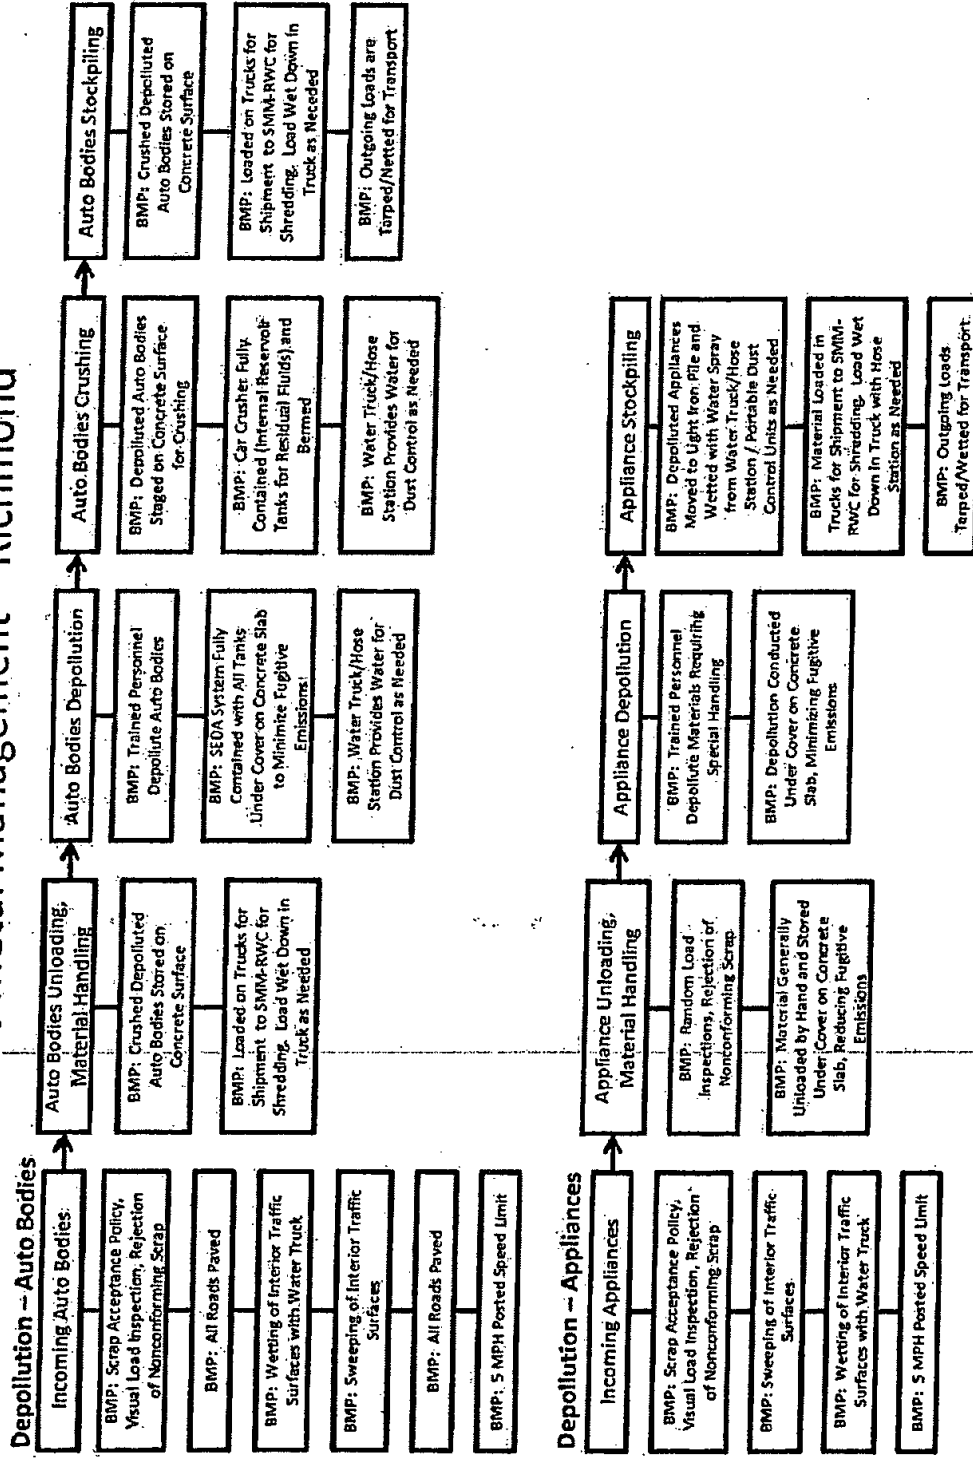 Management - Richmond
Depollution – Auto Bodies
Incoming Auto Bodies
BMP: Scrap Acceptance Policy,
Visual Load Inspection, Rejection
of Nonconforming Scrap
BMP: All Roads Paved
BMP: Wetting of Interior Traffic
Surfaces with Water Truck
BMP: Sweeping of Interior Traffic
Surfaces
BMP: All Roads Paved
BMP: 5 MPH Posted Speed Limit
Auto Bodies Unloading,
Material Handling
BMP: Crushed Depolluted
Auto Bodies Stored on
Concrete Surface
BMP: Loaded on Trucks for
Shipment to SMM-RWC for
Shredding. Load Wet Down in
Truck as Needed
Auto Bodies Depollution
BMP: Trained Personnel
Depollute Auto Bodies
BMP: SEDA System Fully
Contained with All Tanks
Under Cover on Concrete Slab
to Minimize Fugitive
Emissions
BMP: Water Truck/Hose
Station Provides Water for
Dust Control as Needed
Auto Bodies Crushing
BMP: Depolluted Auto Bodies
Staged on Concrete Surface
for Crushing
BMP: Car Crusher Fully
Contained (Internal Reservoir
Tanks for Residual Fluids) and
Bermed
BMP: Water Truck/Hose
Station Provides Water for
Dust Control as Needed
Auto Bodies Stockpiling
BMP: Crushed Depolluted
Auto Bodies Stored on
Concrete Surface
BMP: Loaded on Trucks for
Shipment to SMM-RWC for
Shredding. Load Wet Down in
Truck as Neceded
BMP: Outgoing Loads are
Tarped/Netted for Transport
Depollution – Appliances
Incoming Appliances
BMP: Scrap Acceptance Policy,
Visual Load Inspection, Rejection
of Nonconforming Scrap
BMP: Sweeping of Interior Traffic
Surfaces
BMP: Wetting of Interior Traffic
Surfaces with Water Truck
BMP: 5 MPH Posted Speed Limit
Appliance Unloading,
Material Handling
BMP: Random Load
Inspections, Rejection of
Nonconforming Scrap
BMP: Material Generally
Unloaded by Hand and Stored
Under Cover on Concrete
Slab, Reducing Fugitive
Emissions
Appliance Depollution
BMP: Trained Personnel
Depollute Materials Requiring
Special Handling
BMP: Depollution Conducted
Under Cover on Concrete
Slab, Minimizing Fugitive
Emissions
Appliance Stockpiling
BMP: Depolluted Appliances
Moved to Light Iron Pile and
Wetted with Water Spray
from Water Truck/Hose
Station / Portable Dust
Control Units as Needed
BMP: Material Loaded in
Trucks for Shipment to SMM-
RWC for Shredding. Load Wet
Down In Truck with Hose
Station as Needed
BMP: Outgoing Loads
Tarped/Wetted for Transport